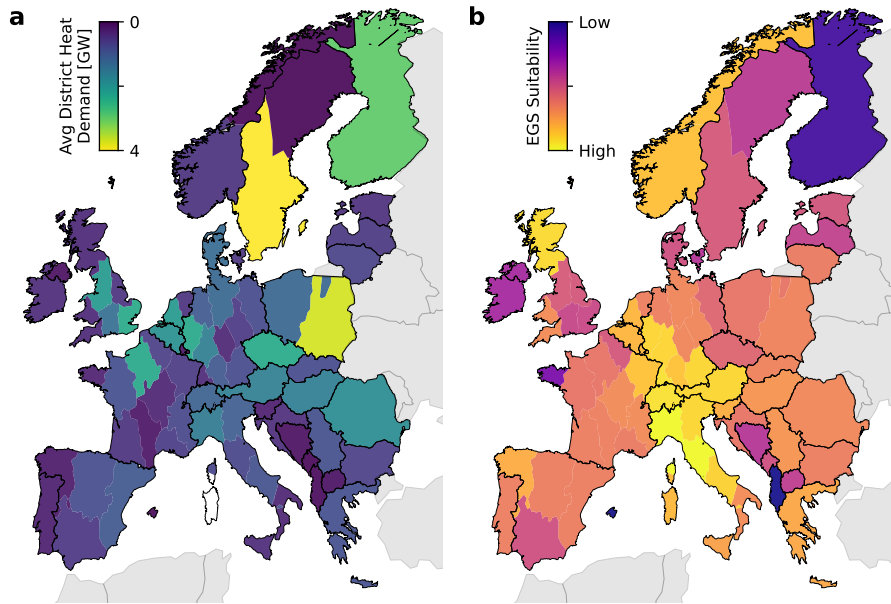 a
Avg District Heat
Demand [GW]
0
4
b
EGS Suitability
Low
High